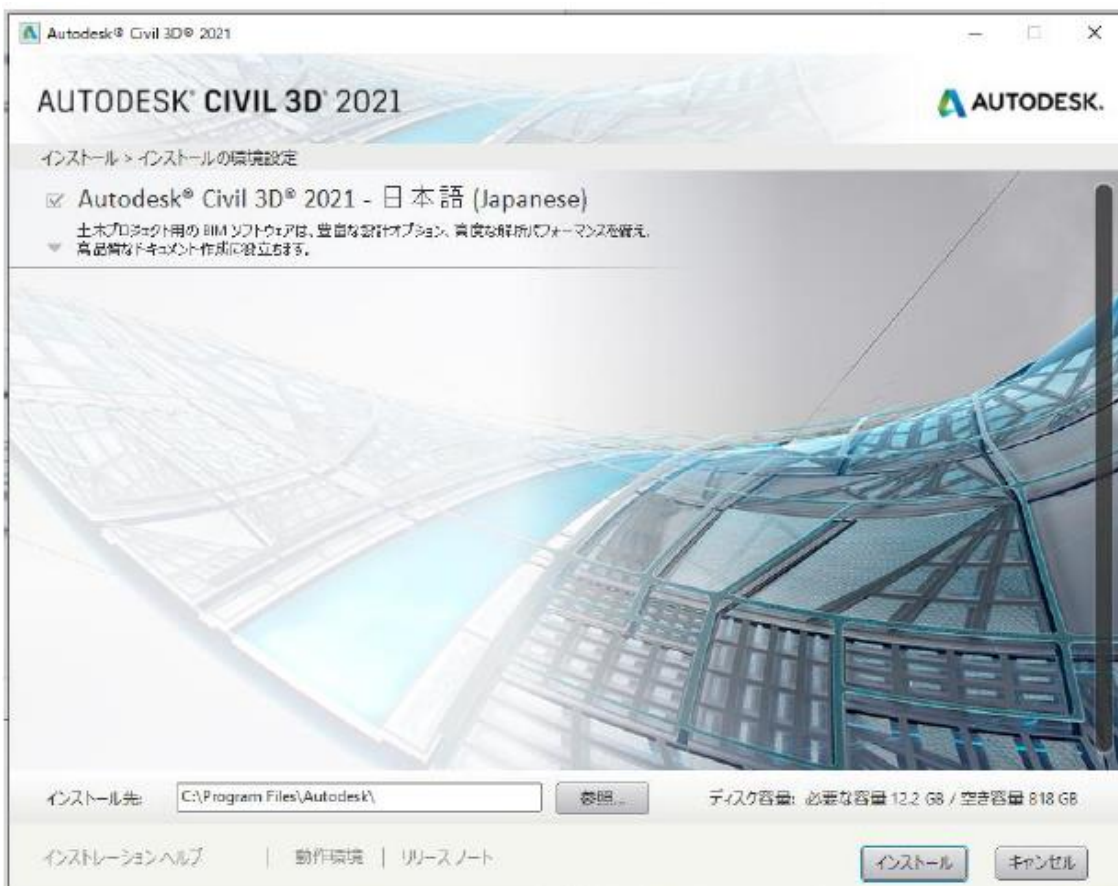 Autodesk® Civil 3D® 2021
AUTODESK® CIVIL 3D® 2021
AUTODESK.
インストール > インストールの環境設定
Autodesk® Civil 3D® 2021 - 日本語 (Japanese)
土木プロジェクト用の BIM ソフトウェアは、豊富な設計オプション、高度な解析パフォーマンスを備え、
高品質なドキュメント作成に役立ちます。
インストール先: C:\Program Files\Autodesk\ 参照... ディスク容量: 必要な容量 12.2 GB / 空き容量 818 GB
インストレーション ヘルプ | 動作環境 | リリース ノート インストール キャンセル